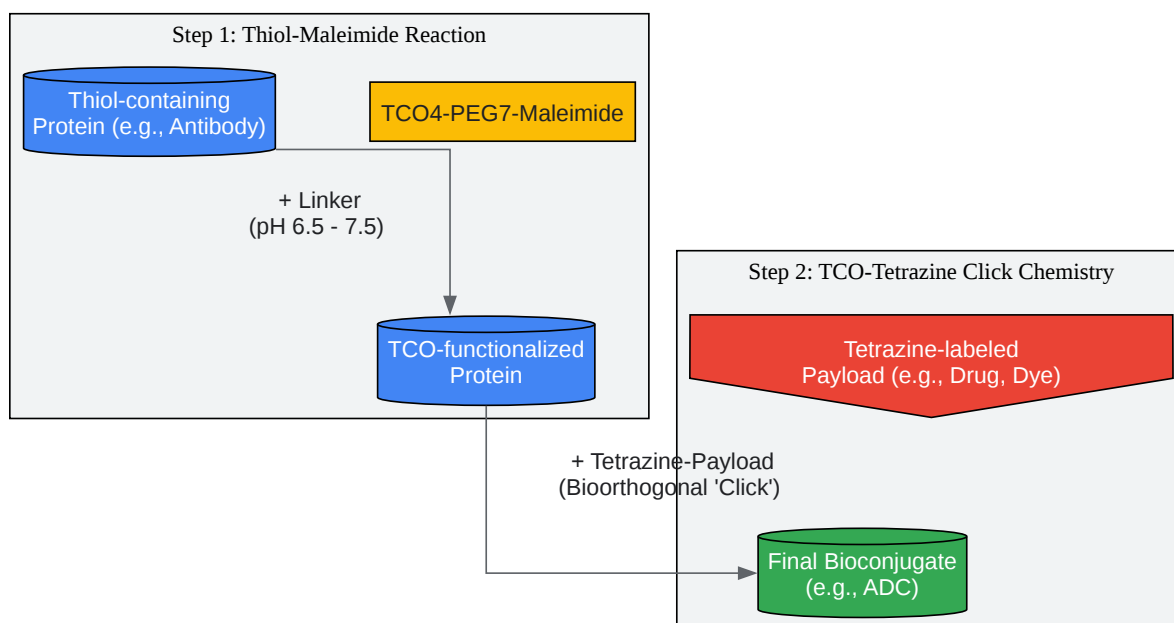 Step 1: Thiol-Maleimide Reaction
Thiol-containing
Protein (e.g., Antibody)
TCO4-PEG7-Maleimide
+ Linker
(pH 6.5 - 7.5)
TCO-functionalized
Protein
Step 2: TCO-Tetrazine Click Chemistry
Tetrazine-labeled
Payload (e.g., Drug, Dye)
+ Tetrazine-Payload
(Bioorthogonal 'Click')
Final Bioconjugate
(e.g., ADC)